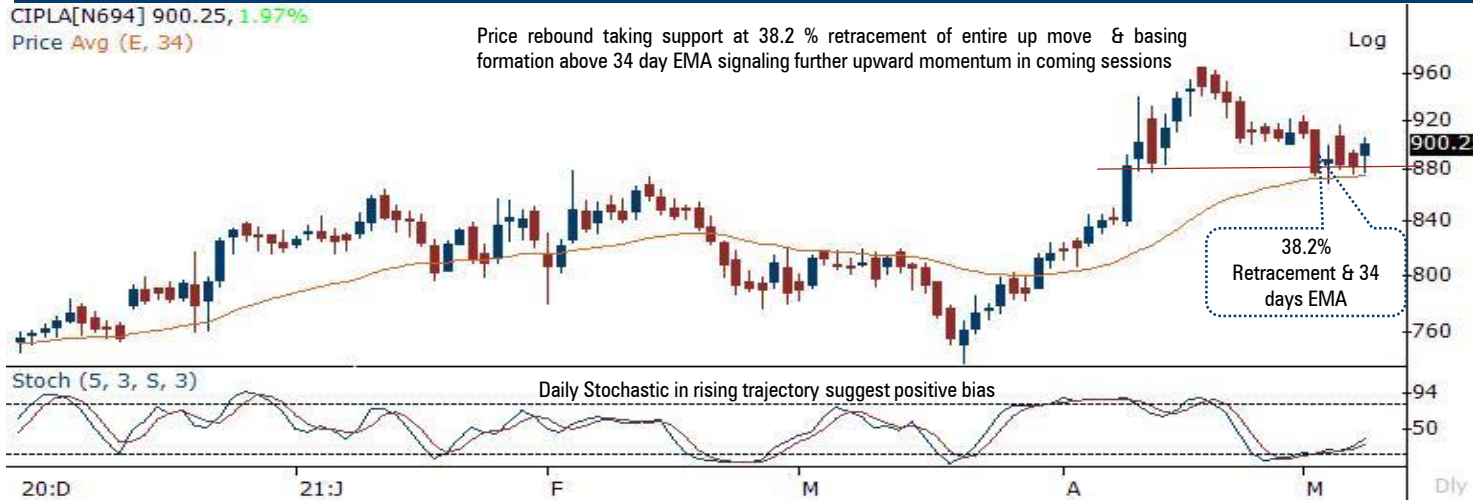 CIPLA[N694] 900.25, 1.97%
Price Avg (E, 34)
Price rebound taking support at 38.2 % retracement of entire up move & basing
formation above 34 day EMA signaling further upward momentum in coming sessions
Log
960
920
900.2
880
840
38.2%
Retracement & 34
days EMA
800
760
Stoch (5, 3, S, 3)
Daily Stochastic in rising trajectory suggest positive bias
94
50
20:D 21:J F M A M Dly